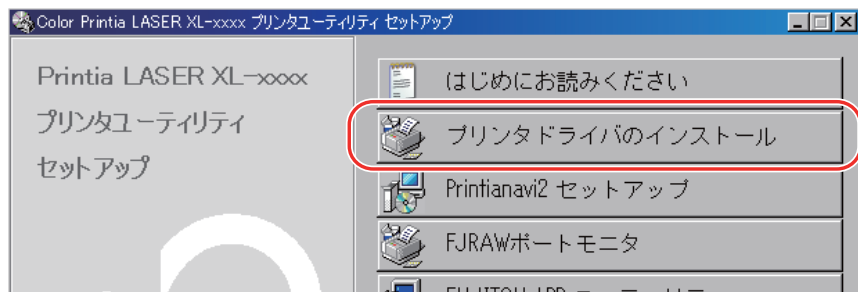 Color Printia LASER XL-xxxx プリンタユーティリティ セットアップ
Printia LASER XL-xxxx
プリンタユーティリティ
セットアップ
はじめにお読みください
プリンタドライバのインストール
Printianavi2 セットアップ
FJRAWポートモニタ